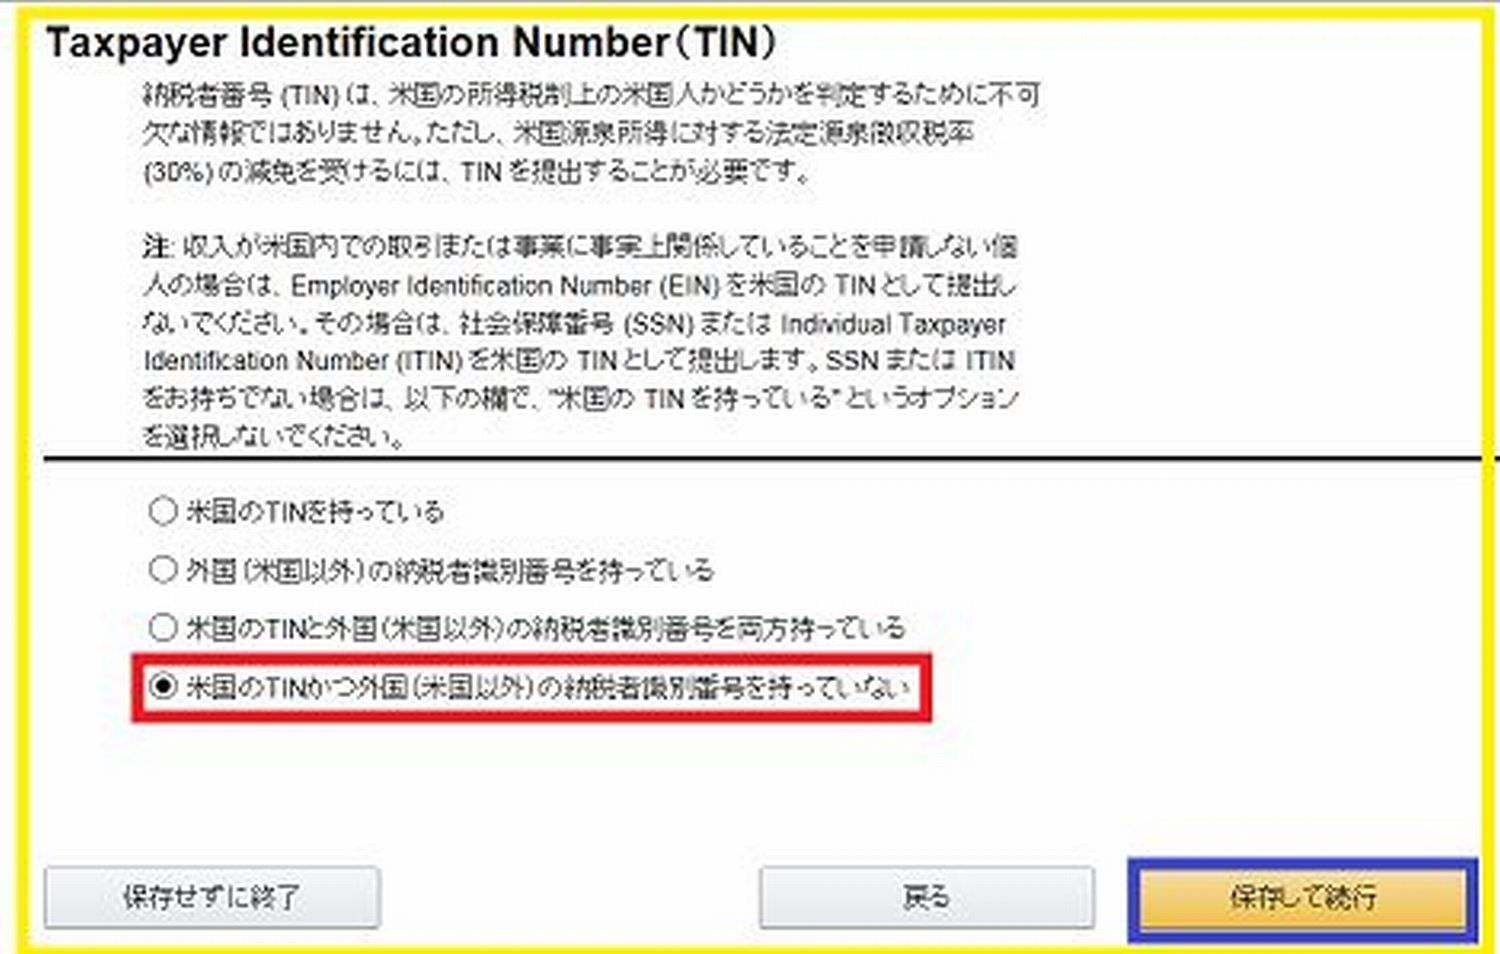 Taxpayer Identification Number（TIN）
納税者番号 (TIN) は、米国の所得税制上の米国人かどうかを判定するために不可
欠な情報ではありません。ただし、米国源泉所得に対する法定源泉徴収税率
(30%) の減免を受けるには、TIN を提出することが必要です。
注: 収入が米国内での取引または事業に事実上関係していることを申請しない個
人の場合は、Employer Identification Number (EIN) を米国の TIN として提出し
ないでください。その場合は、社会保障番号 (SSN) または Individual Taxpayer
Identification Number (ITIN) を米国の TIN として提出します。SSN または ITIN
をお持ちでない場合は、以下の欄で、"米国の TIN を持っている" というオプション
を選択しないでください。
米国のTINを持っている
外国（米国以外）の納税者識別番号を持っている
米国のTINと外国（米国以外）の納税者識別番号を両方持っている
米国のTINかつ外国（米国以外）の納税者識別番号を持っていない
保存せずに終了
戻る
保存して続行